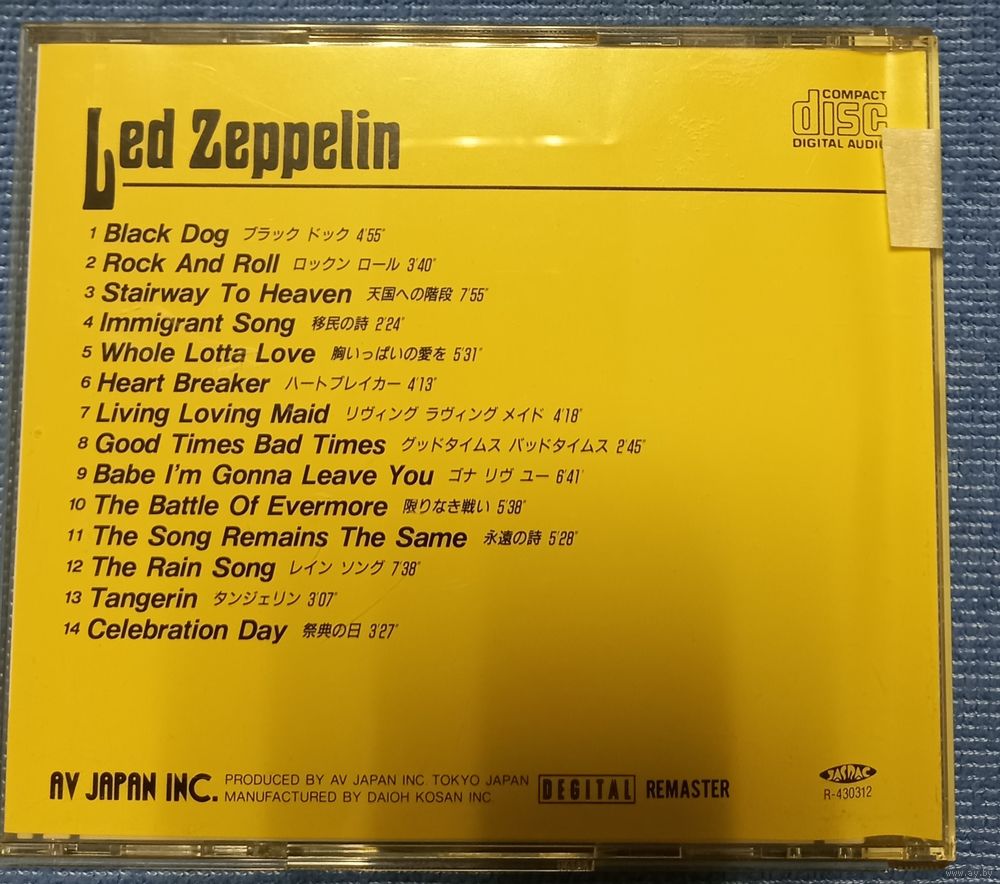 Led Zeppelin
COMPACT
disc
DIGITAL AUDIO
1 Black Dog ブラック ドック 4'55"
2 Rock And Roll ロックン ロール 3'40"
3 Stairway To Heaven 天国への階段 7'55"
4 Immigrant Song 移民の詩 2'24"
5 Whole Lotta Love 胸いっぱいの愛を 5'31"
6 Heart Breaker ハートブレイカー 4'13"
7 Living Loving Maid リヴィング ラヴィング メイド 4'18"
8 Good Times Bad Times グッドタイムス バッドタイムス 2'45"
9 Babe I'm Gonna Leave You ゴナ リヴ ユー 6'41'
10 The Battle Of Evermore 限りなき戦い 5'38"
11 The Song Remains The Same 永遠の詩 5'28"
12 The Rain Song レイン ソング 7'38"
13 Tangerin タンジェリン 3'07"
14 Celebration Day 祭典の日 3'27"
AV JAPAN INC. PRODUCED BY AV JAPAN INC. TOKYO JAPAN
MANUFACTURED BY DAIOH KOSAN INC
DEGITAL REMASTER
JASRAC
R-430312
www.ay.by